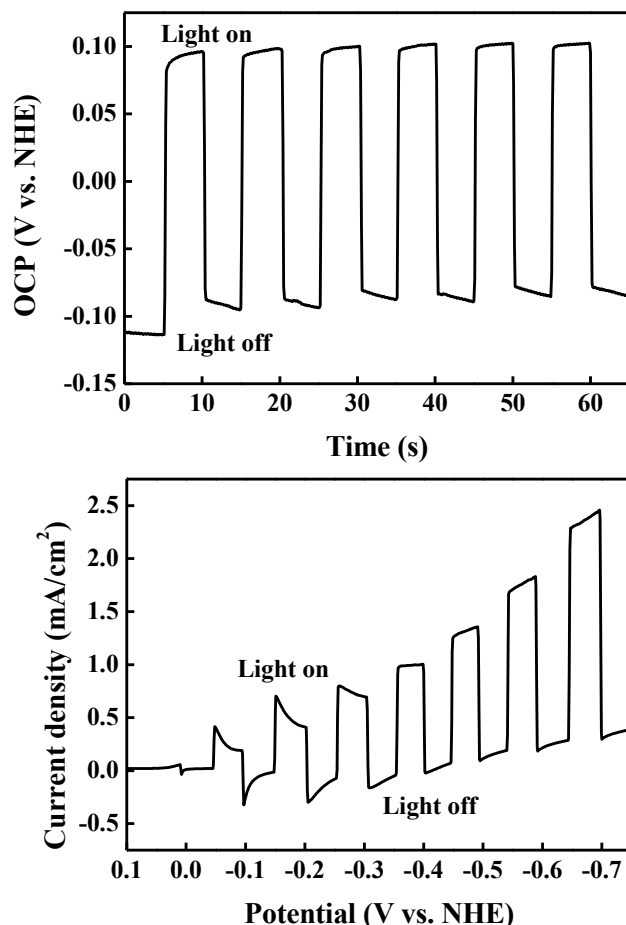 Light on
0.10
0.05
0.00
-0.05
-0.10
-0.15
OCP (V vs. NHE)
Light off
0 10 20 30 40 50 60
Time (s)
2.5
2.0
1.5
1.0
0.5
0.0
-0.5
Current density (mA/cm²)
Light on
Light off
0.1 0.0 -0.1 -0.2 -0.3 -0.4 -0.5 -0.6 -0.7
Potential (V vs. NHE)